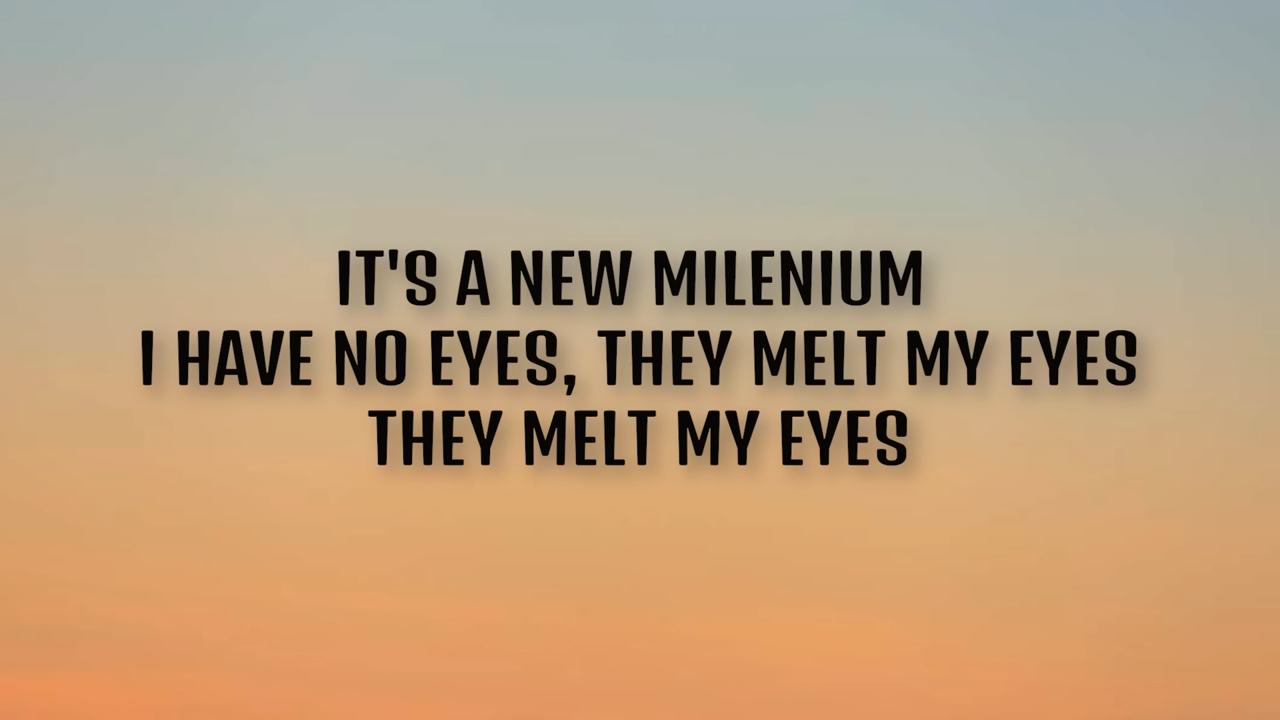 IT'S A NEW MILENIUM
I HAVE NO EYES, THEY MELT MY EYES
THEY MELT MY EYES